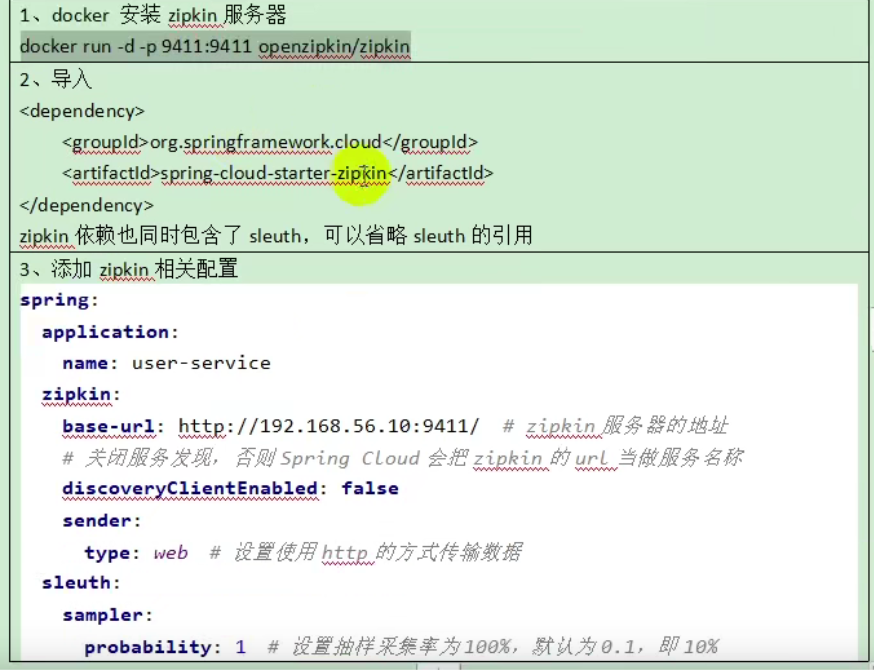 1、docker 安装 zipkin 服务器
docker run -d -p 9411:9411 openzipkin/zipkin
2、导入
<dependency>
<groupId>org.springframework.cloud</groupId>
<artifactId>spring-cloud-starter-zipkin</artifactId>
</dependency>
zipkin 依赖也同时包含了 sleuth，可以省略 sleuth 的引用
3、添加 zipkin 相关配置
spring:
application:
name: user-service
zipkin:
base-url: http://192.168.56.10:9411/ # zipkin 服务器的地址
# 关闭服务发现，否则 Spring Cloud 会把 zipkin 的 url 当做服务名称
discoveryClientEnabled: false
sender:
type: web # 设置使用 http 的方式传输数据
sleuth:
sampler:
probability: 1 # 设置抽样采集率为 100%，默认为 0.1，即 10%